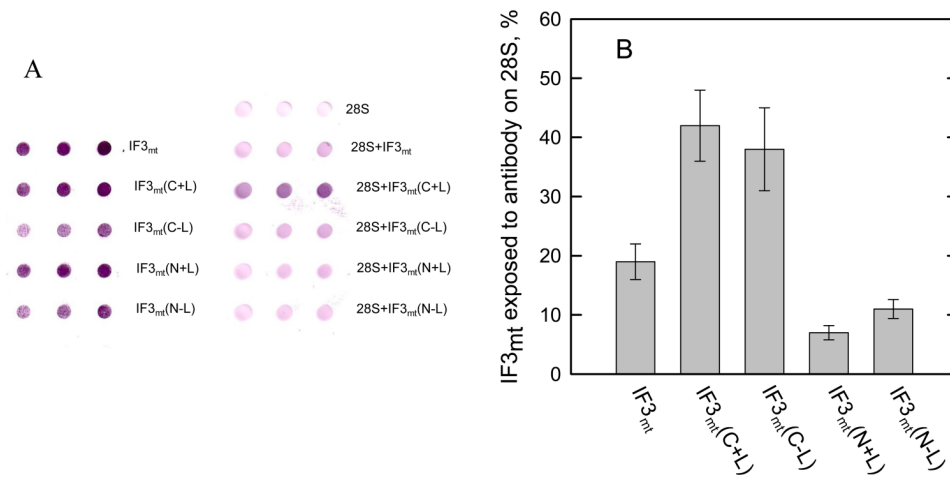 A
28S
IF3mt
28S+IF3mt
IF3mt(C+L)
28S+IF3mt(C+L)
IF3mt(C-L)
28S+IF3mt(C-L)
IF3mt(N+L)
28S+IF3mt(N+L)
IF3mt(N-L)
28S+IF3mt(N-L)
B
IF3mt exposed to antibody on 28S, %
60
50
40
30
20
10
0
IF3mt
IF3mt(C+L)
IF3mt(C-L)
IF3mt(N+L)
IF3mt(N-L)